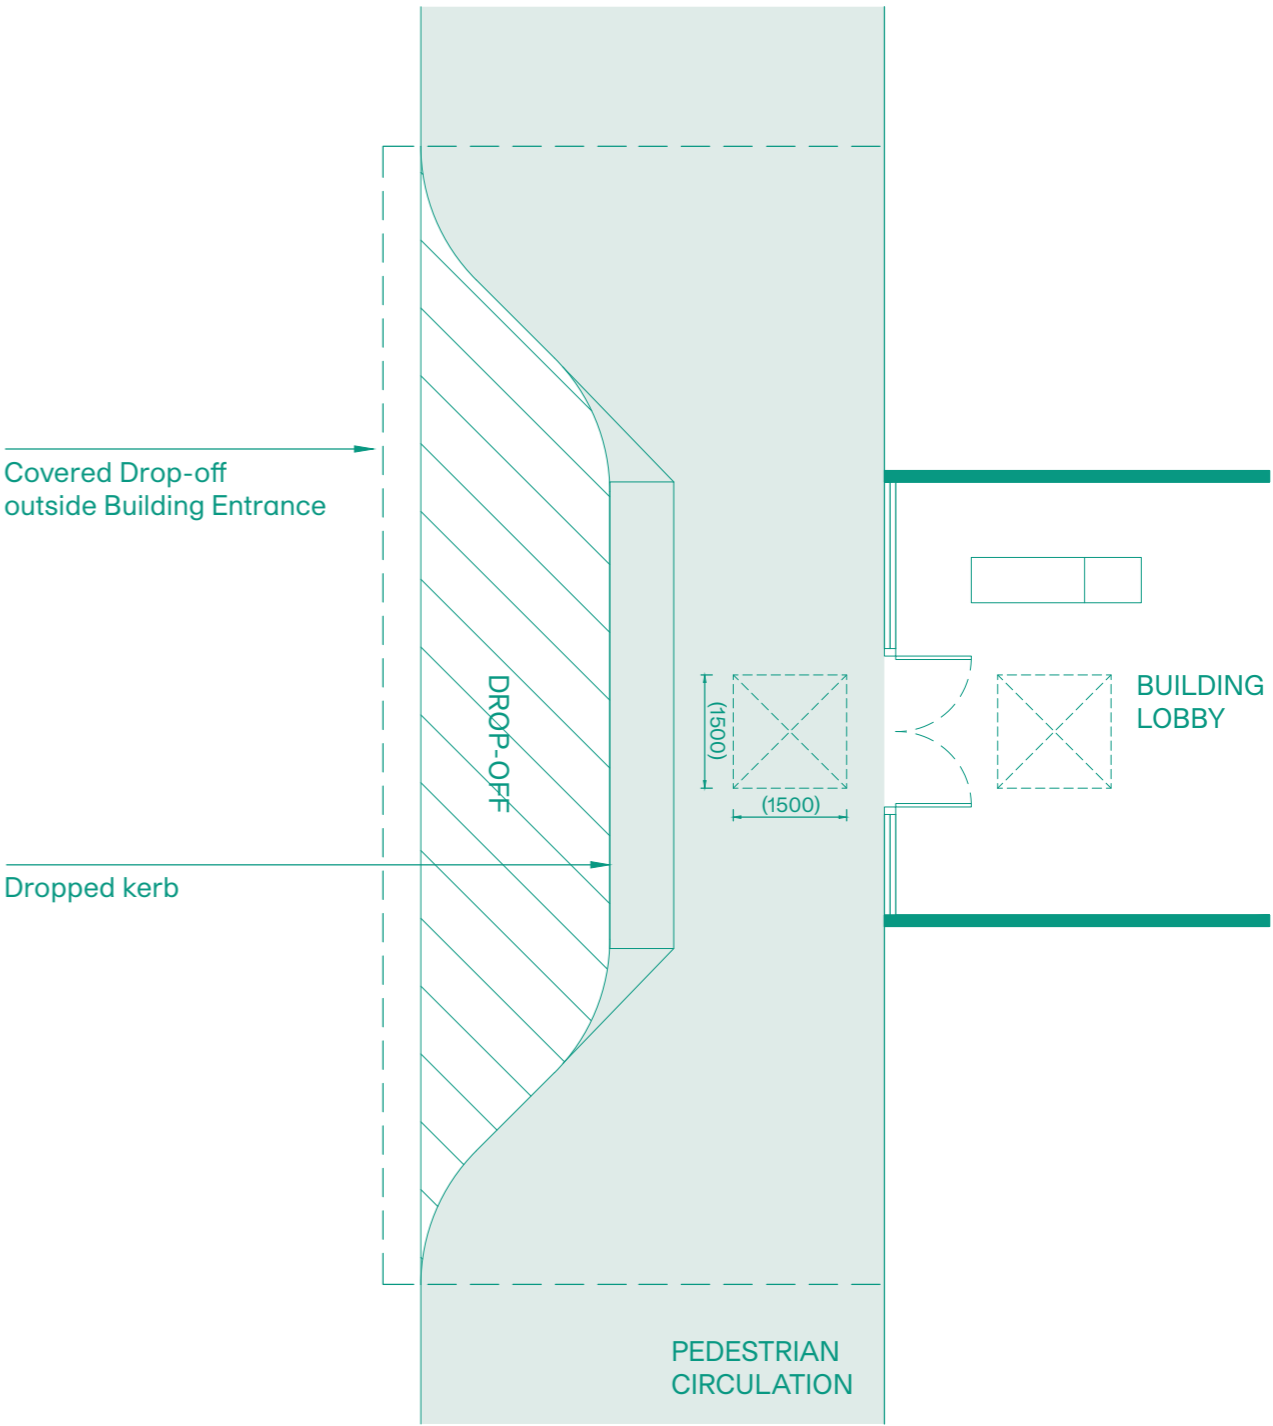 Covered Drop-off
outside Building Entrance
DROP-OFF
(1500)
(1500)
BUILDING
LOBBY
Dropped kerb
PEDESTRIAN
CIRCULATION